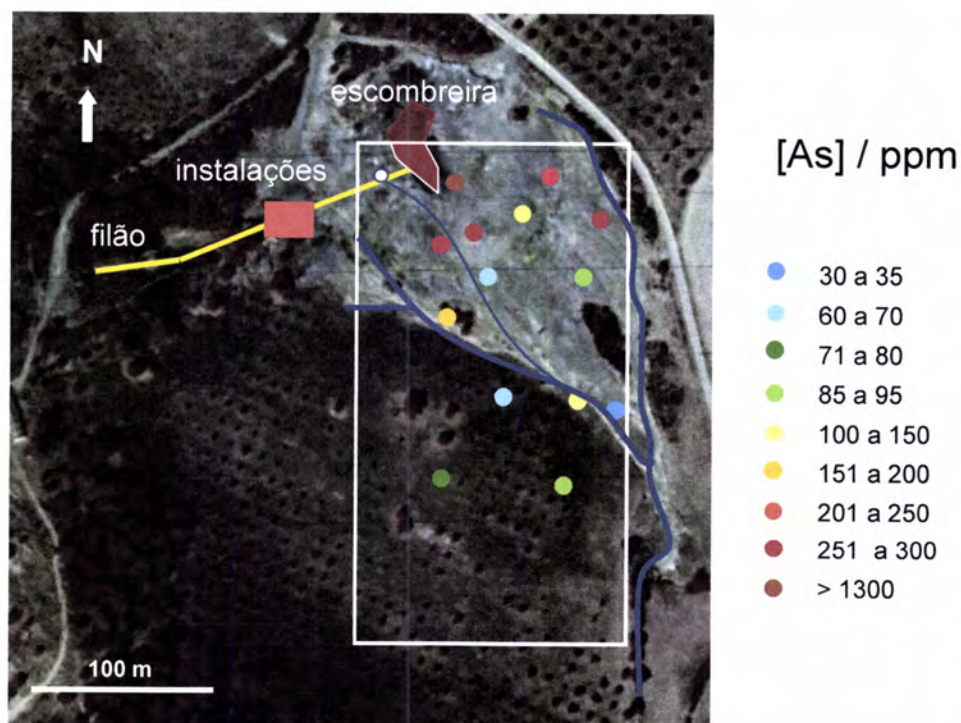 N
escombreira
instalações
filão
100 m
[As] / ppm
30 a 35
60 a 70
71 a 80
85 a 95
100 a 150
151 a 200
201 a 250
251 a 300
> 1300